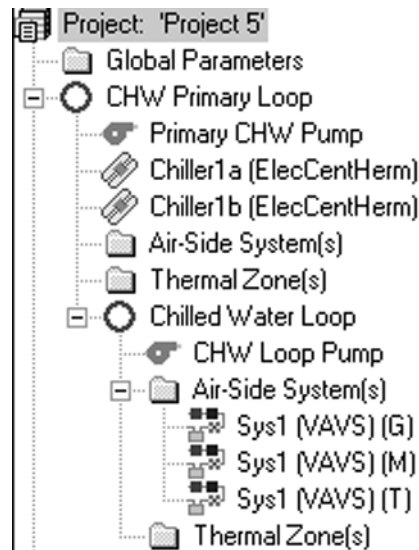 Project: 'Project 5'
Global Parameters
CHW Primary Loop
Primary CHW Pump
Chiller1a (ElecCentHerm)
Chiller1b (ElecCentHerm)
Air-Side System(s)
Thermal Zone(s)
Chilled Water Loop
CHW Loop Pump
Air-Side System(s)
Sys1 (VAVS) (G)
Sys1 (VAVS) (M)
Sys1 (VAVS) (T)
Thermal Zone(s)